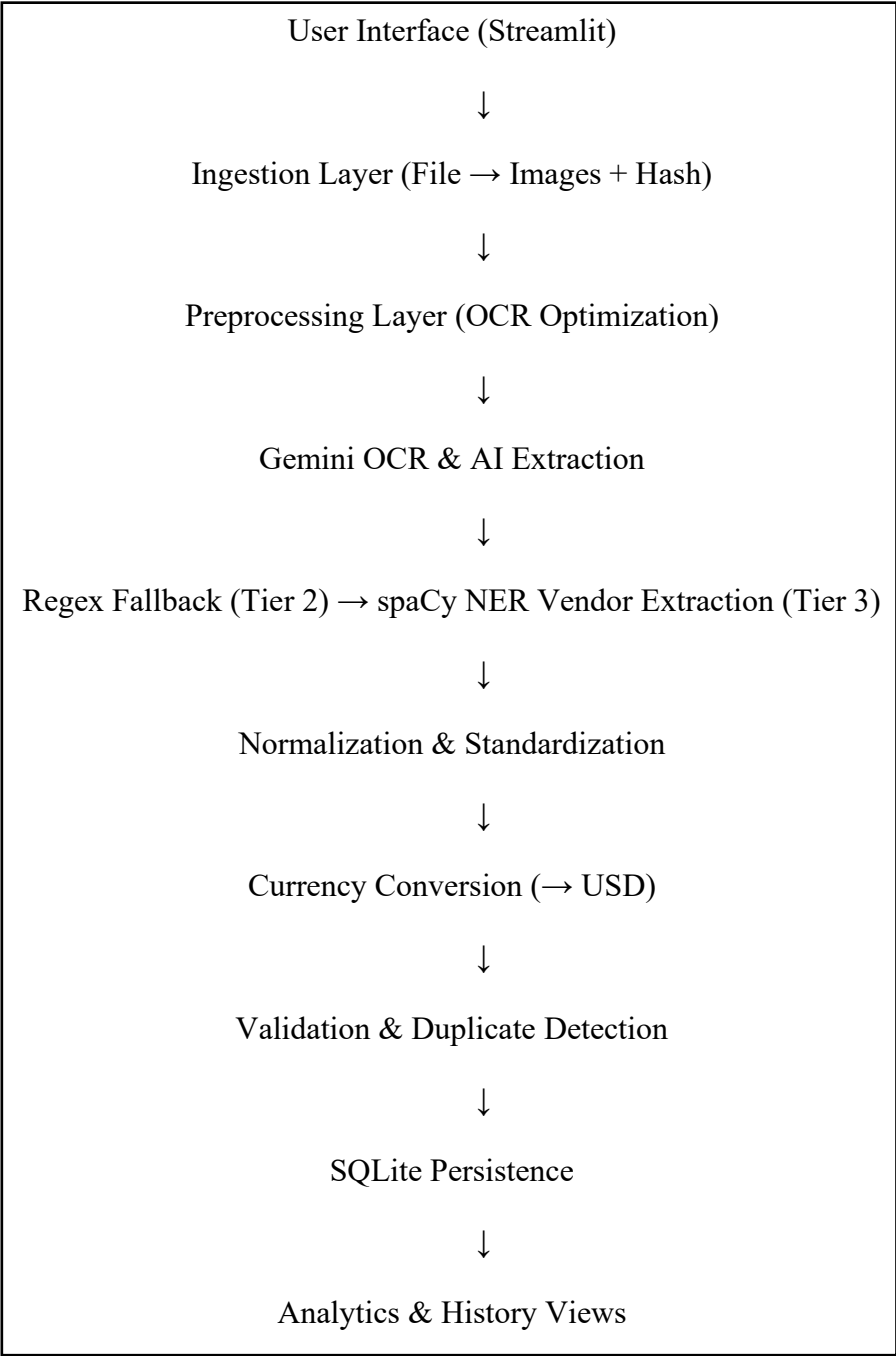 User Interface (Streamlit)
↓
Ingestion Layer (File → Images + Hash)
↓
Preprocessing Layer (OCR Optimization)
↓
Gemini OCR & AI Extraction
↓
Regex Fallback (Tier 2) → spaCy NER Vendor Extraction (Tier 3)
↓
Normalization & Standardization
↓
Currency Conversion (→ USD)
↓
Validation & Duplicate Detection
↓
SQLite Persistence
↓
Analytics & History Views